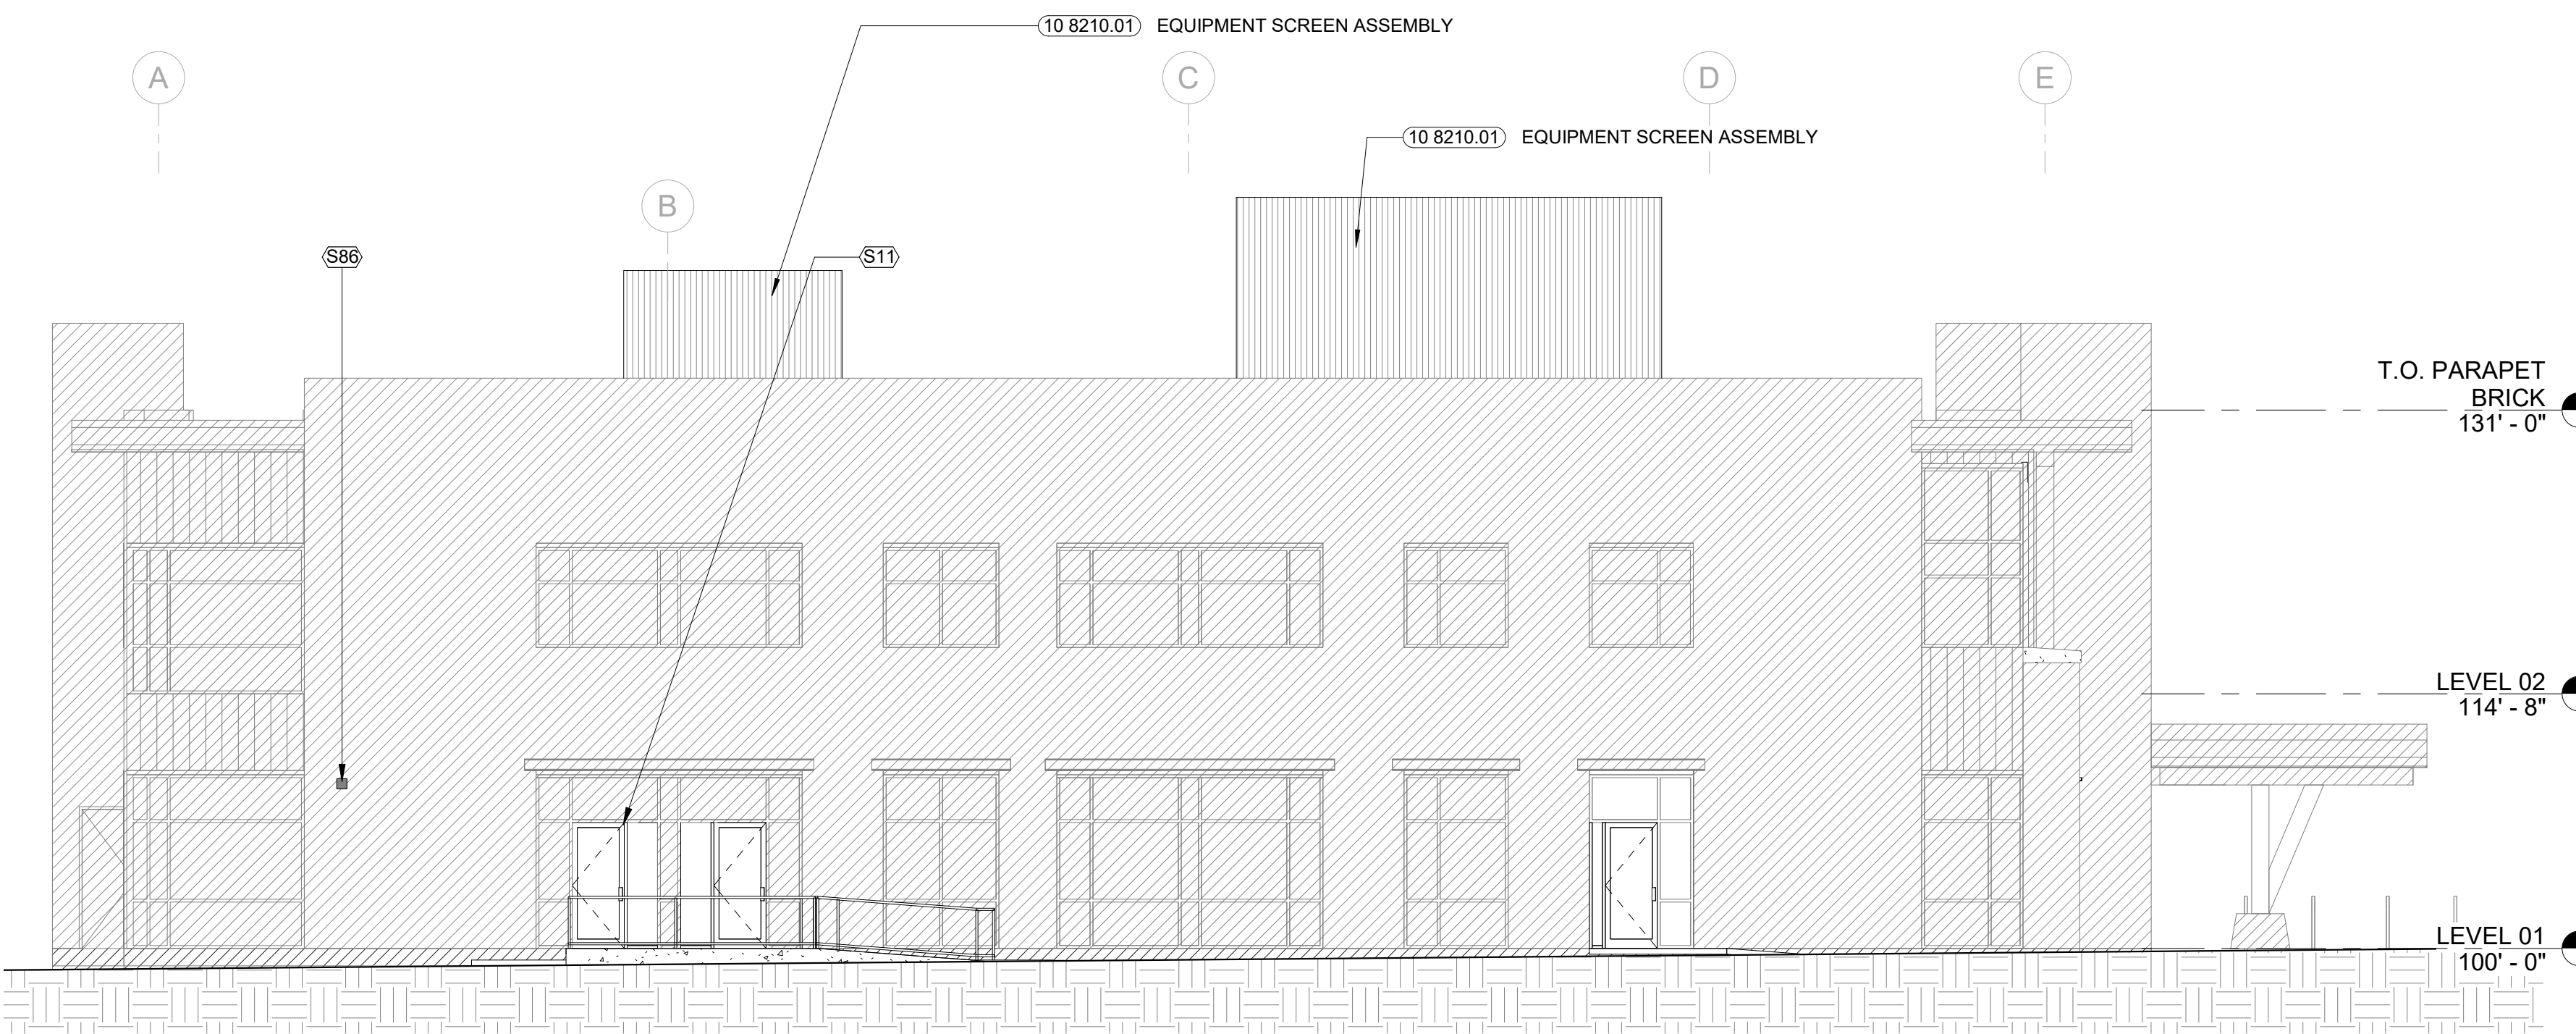 10 8210.01 EQUIPMENT SCREEN ASSEMBLY
A
C
D
E
10 8210.01 EQUIPMENT SCREEN ASSEMBLY
B
S86
S11
T.O. PARAPET
BRICK
131' - 0"
LEVEL 02
114' - 8"
LEVEL 01
100' - 0"